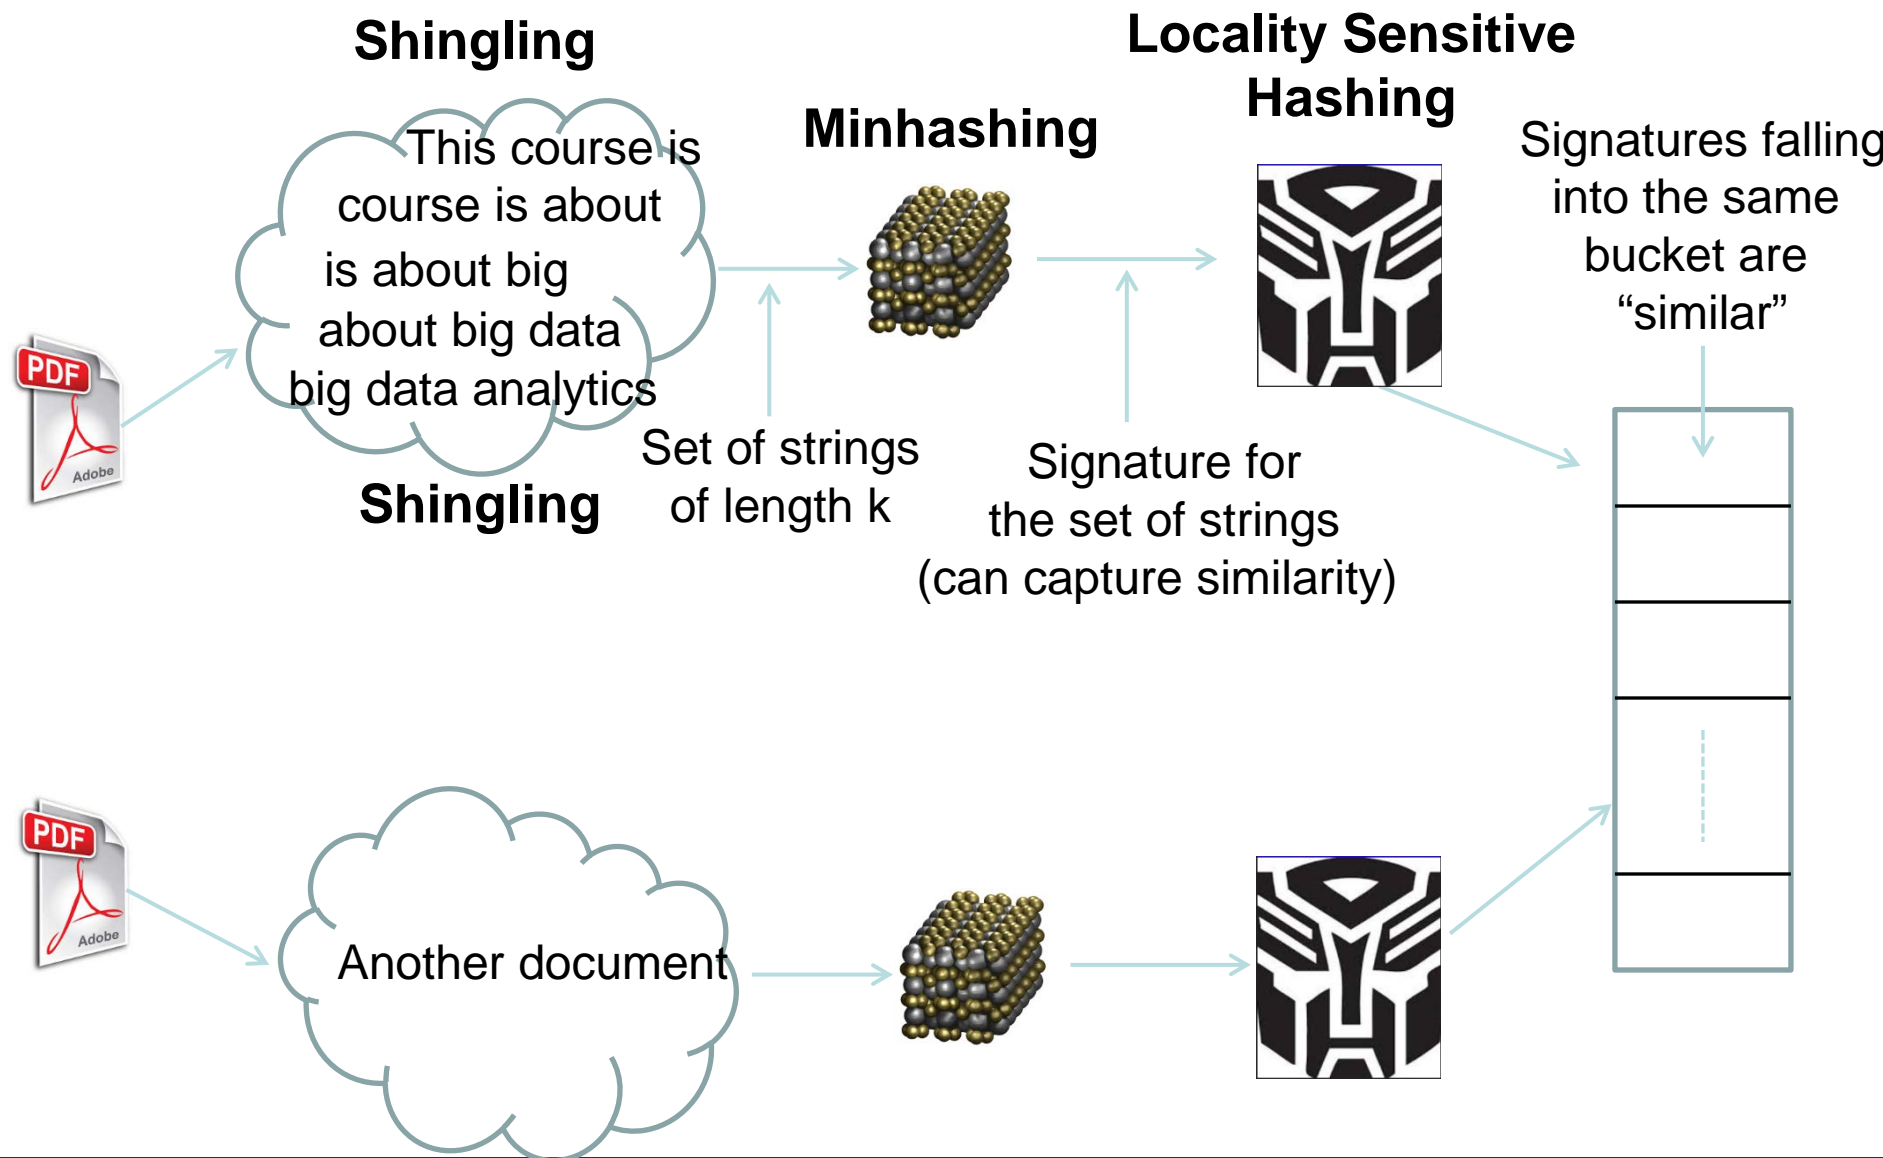 Shingling
Locality Sensitive
Hashing
Minhashing
This course is
course is about
is about big
about big data
big data analytics
Signatures falling
into the same
bucket are
“similar”
PDF
Adobe
Shingling
Set of strings
of length k
Signature for
the set of strings
(can capture similarity)
PDF
Adobe
Another document